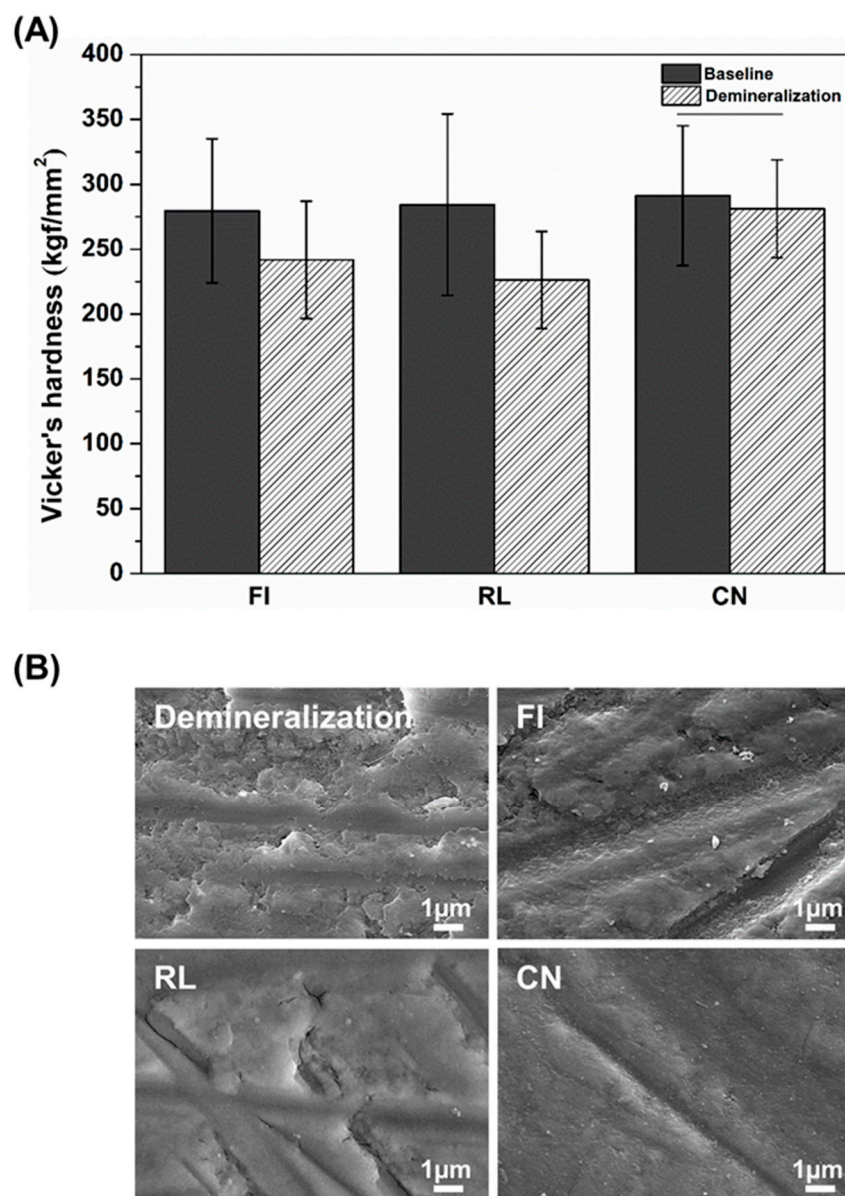 (A)
400
350
300
250
200
150
100
50
0
Vicker's hardness (kgf/mm²)
Baseline
Demineralization
FI
RL
CN
(B)
Demineralization
1μm
FI
1μm
RL
1μm
CN
1μm